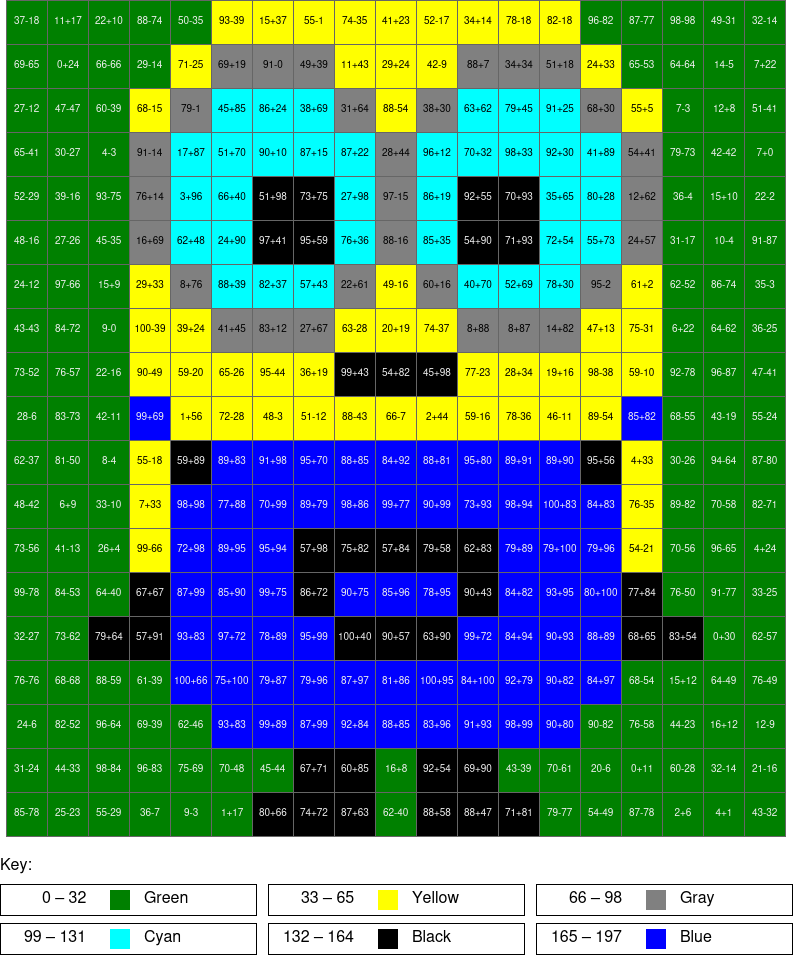 37-18 11+17 22+10 88-74 50-35 93-39 15+37 55-1 74-35 41+23 52-17 34+14 78-18 82-18 96-82 87-77 98-98 49-31 32-14
69-65 0+24 66-66 29-14 71-25 69+19 91-0 49+39 11+43 29+24 42-9 88+7 34+34 51+18 24+33 65-53 64-64 14-5 7+22
27-12 47-47 60-39 68-15 79-1 45+85 86+24 38+69 31+64 88-54 38+30 63+62 79+45 91+25 68+30 55+5 7-3 12+8 51-41
65-41 30-27 4-3 91-14 17+87 51+70 90+10 87+15 87+22 28+44 96+12 70+32 98+33 92+30 41+89 54+41 79-73 42-42 7+0
52-29 39-16 93-75 76+14 3+96 66+40 51+98 73+75 27+98 97-15 86+19 92+55 70+93 35+65 80+28 12+62 36-4 15+10 22-2
48-16 27-26 45-35 16+69 62+48 24+90 97+41 95+59 76+36 88-16 85+35 54+90 71+93 72+54 55+73 24+57 31-17 10-4 91-87
24-12 97-66 15+9 29+33 8+76 88+39 82+37 57+43 22+61 49-16 60+16 40+70 52+69 78+30 95-2 61+2 62-52 86-74 35-3
43-43 84-72 9-0 100-39 39+24 41+45 83+12 27+67 63-28 20+19 74-37 8+88 8+87 14+82 47+13 75-31 6+22 64-62 36-25
73-52 76-57 22-16 90-49 59-20 65-26 95-44 36+19 99+43 54+82 45+98 77-23 28+34 19+16 98-38 59-10 92-78 96-87 47-41
28-6 83-73 42-11 99+69 1+56 72-28 48-3 51-12 88-43 66-7 2+44 59-16 78-36 46-11 89-54 85+82 68-55 43-19 55-24
62-37 81-50 8-4 55-18 59+89 89+83 91+98 95+70 88+85 84+92 88+81 95+80 89+91 89+90 95+56 4+33 30-26 94-64 87-80
48-42 6+9 33-10 7+33 98+98 77+88 70+99 89+79 98+86 99+77 90+99 73+93 98+94 100+83 84+83 76-35 89-82 70-58 82-71
73-56 41-13 26+4 99-66 72+98 89+95 95+94 57+98 75+82 57+84 79+58 62+83 79+89 79+100 79+96 54-21 70-56 96-65 4+24
99-78 84-53 64-40 67+67 87+99 85+90 99+75 86+72 90+75 85+96 78+95 90+43 84+82 93+95 80+100 77+84 76-50 91-77 33-25
32-27 73-62 79+64 57+91 93+83 97+72 78+89 95+99 100+40 90+57 63+90 99+72 84+94 90+93 88+89 68+65 83+54 0+30 62-57
76-76 68-68 88-59 61-39 100+66 75+100 79+87 79+96 87+97 81+86 100+95 84+100 92+79 90+82 84+97 68-54 15+12 64-49 76-49
24-6 82-52 96-64 69-39 62-46 93+83 99+89 87+99 92+84 88+85 83+96 91+93 98+99 90+80 90-82 76-58 44-23 16+12 12-9
31-24 44-33 98-84 96-83 75-69 70-48 45-44 67+71 60+85 16+8 92+54 69+90 43-39 70-61 20-6 0+11 60-28 32-14 21-16
85-78 25-23 55-29 36-7 9-3 1+17 80+66 74+72 87+63 62-40 88+58 88+47 71+81 79-77 54-49 87-78 2+6 4+1 43-32
Key:
0 – 32 Green 33 – 65 Yellow 66 – 98 Gray
99 – 131 Cyan 132 – 164 Black 165 – 197 Blue